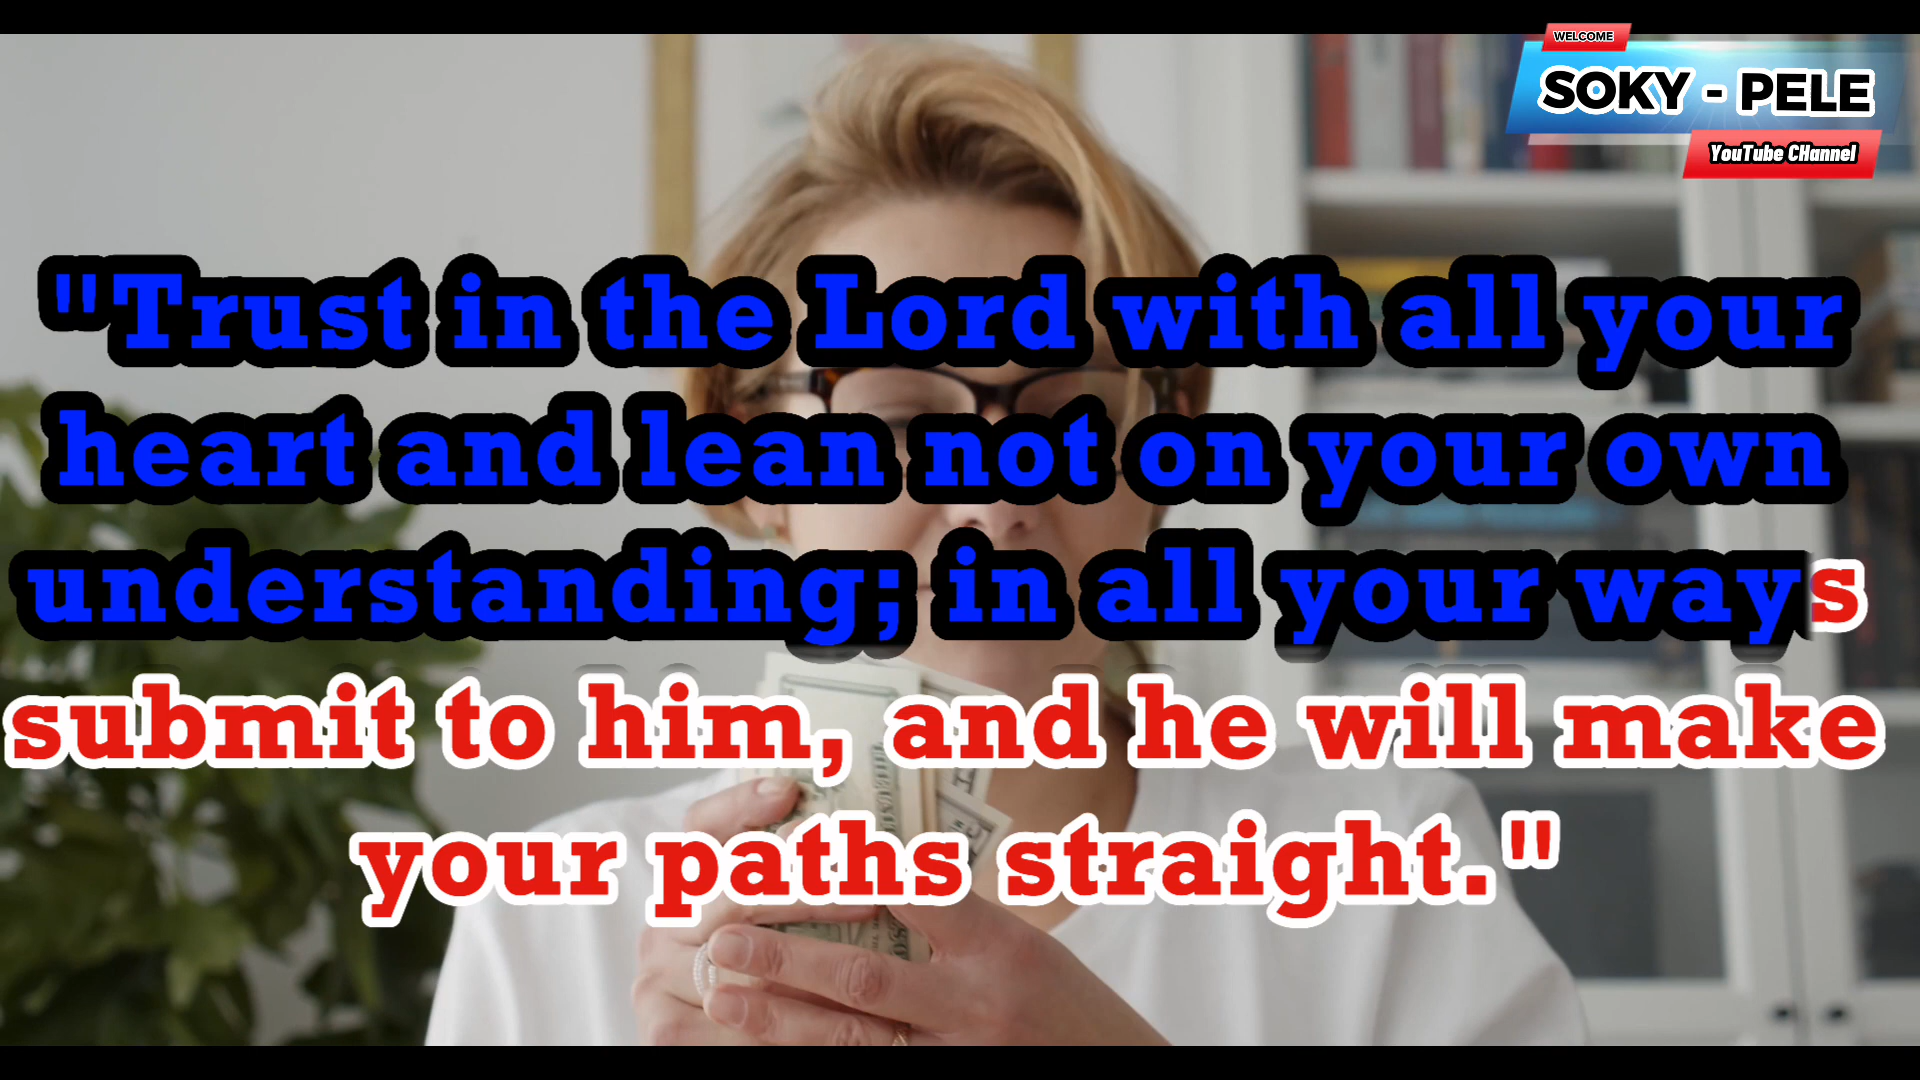 WELCOME
SOKY - PELE
YouTube CHannel
"Trust in the Lord with all your
heart and lean not on your own
understanding; in all your ways
submit to him, and he will make
your paths straight."